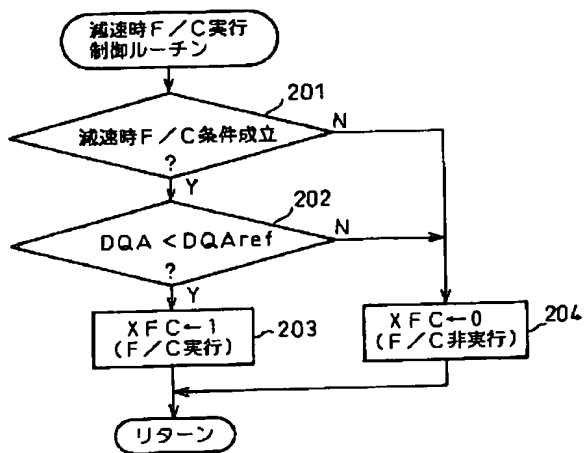 減速時F/C実行
制御ルーチン
201
減速時F/C条件成立
?
N
Y
202
DQA<DQAref
?
N
Y
XFC←1
(F/C実行)
203
XFC←0
(F/C非実行)
204
リターン